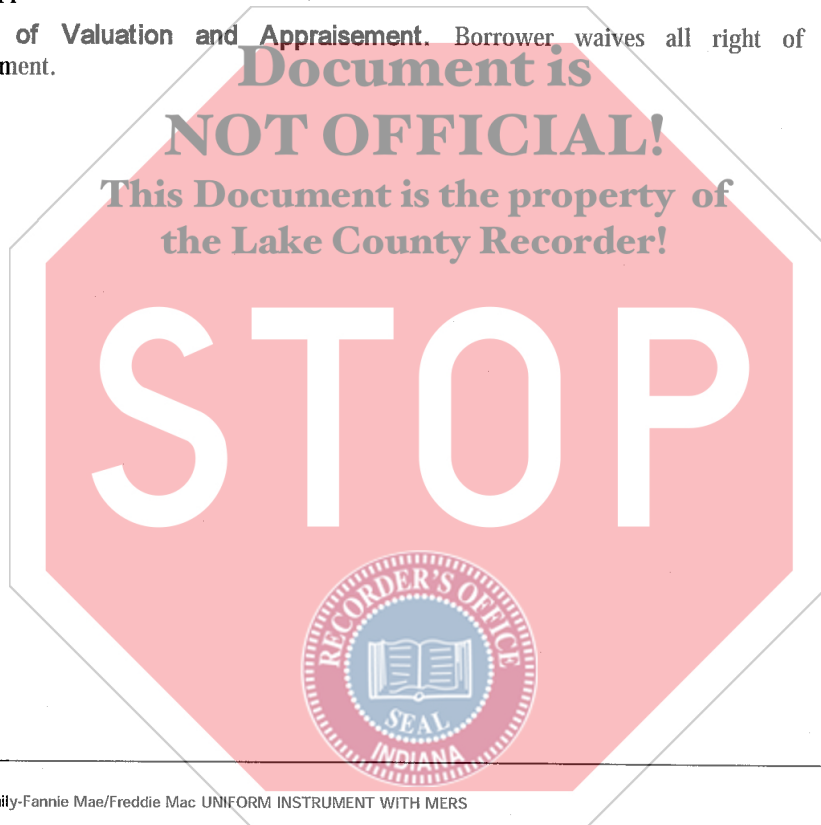 of Valuation and Appraisement. Borrower waives all right of
ment.
Document is
NOT OFFICIAL!
This Document is the property of
the Lake County Recorder!
STOP
RECORDER'S OFFICE
SEAL
INDIANA
ily-Fannie Mae/Freddie Mac UNIFORM INSTRUMENT WITH MERS